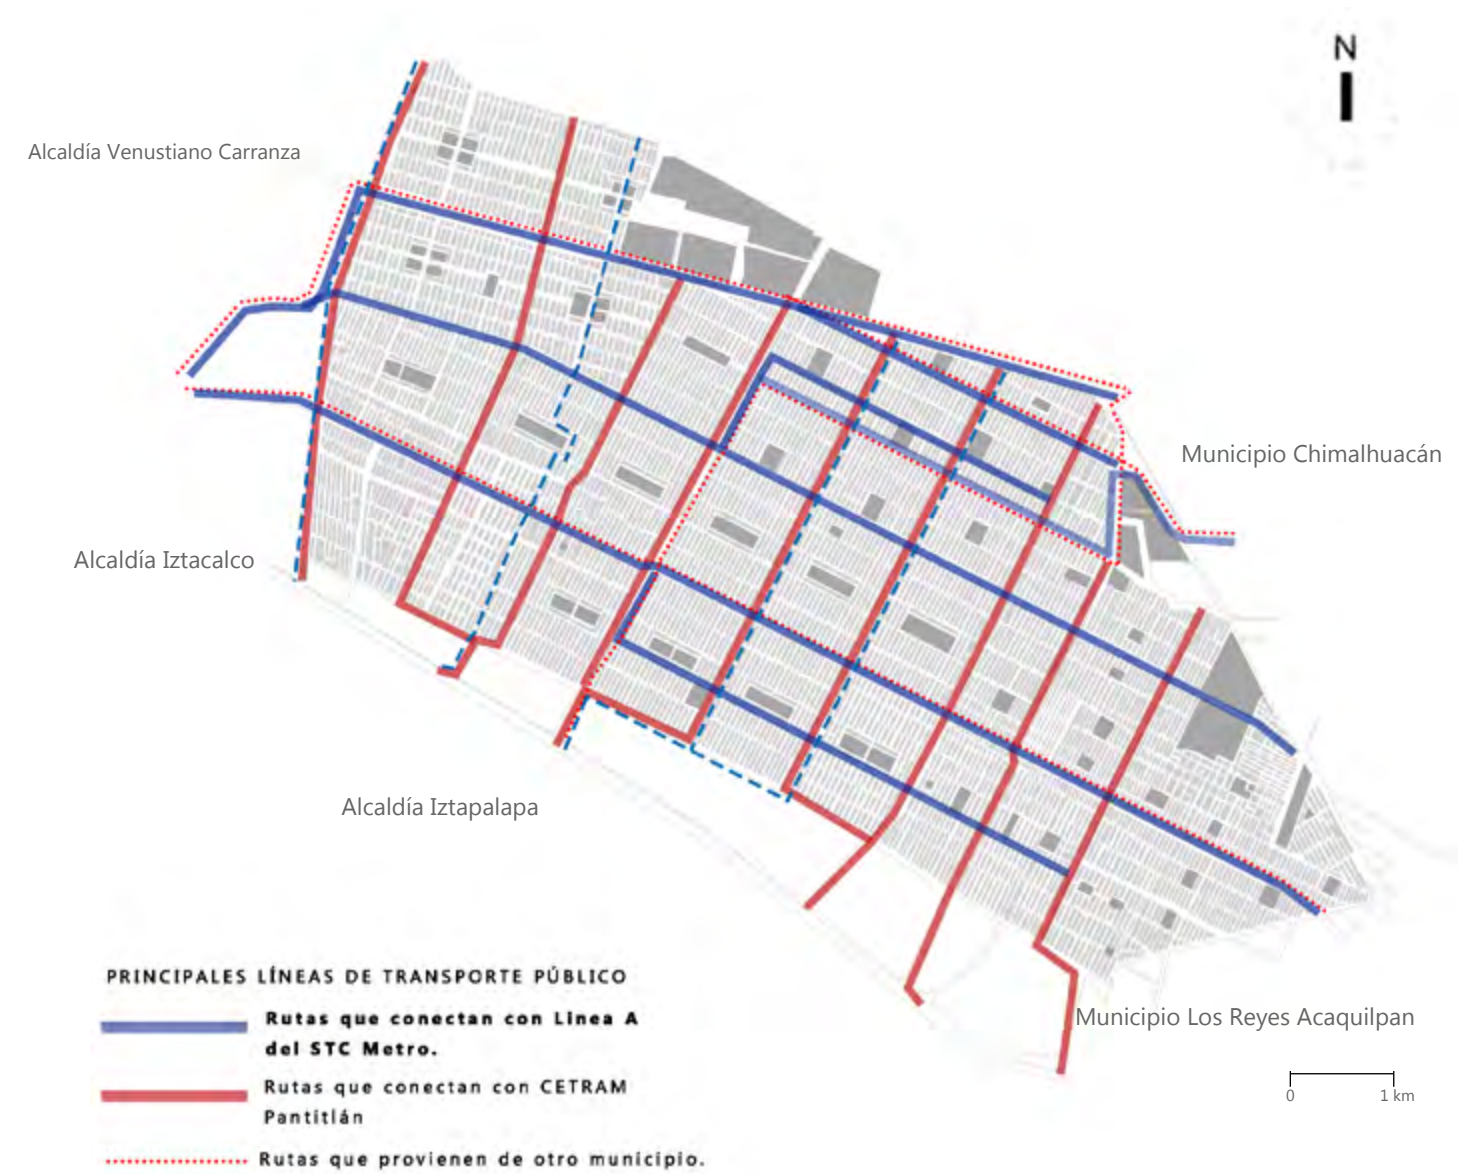 N
Alcaldía Venustiano Carranza
Municipio Chimalhuacán
Alcaldía Iztacalco
Alcaldía Iztapalapa
PRINCIPALES LÍNEAS DE TRANSPORTE PÚBLICO
Rutas que conectan con Linea A
del STC Metro.
Rutas que conectan con CETRAM
Pantitlán
Rutas que provienen de otro municipio.
Municipio Los Reyes Acaquilpan
0 1 km